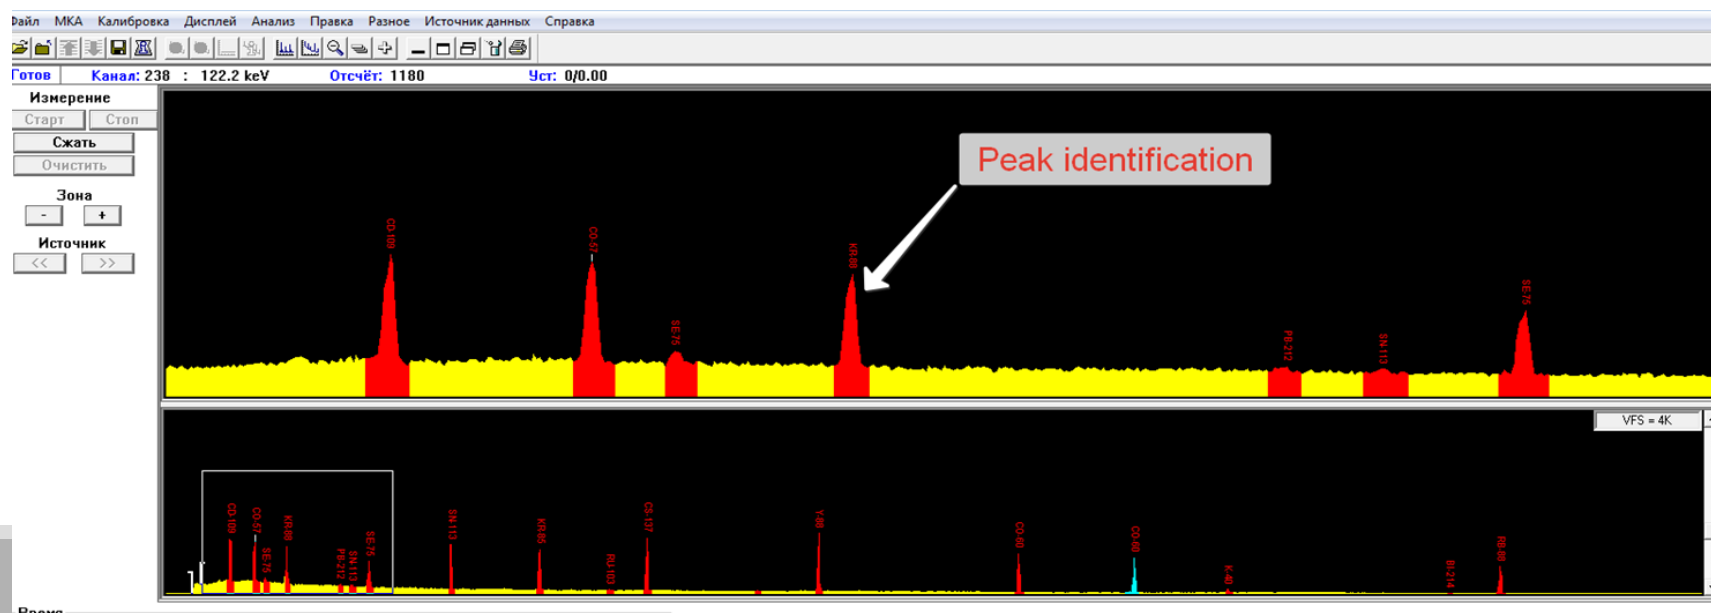 Файл МКА Калибровка Дисплей Анализ Правка Разное Источник данных Справка
Готов Канал: 238 : 122.2 keV Отсчёт: 1180 Уст: 0/0.00
Измерение
Старт Стоп
Сжать
Очистить
Зона
- +
Источник
<< >>
Peak identification
CD-109
CO-57
SE-75
KR-88
PB-212
SN-113
SE-75
VFS = 4K
CD-109
CO-57
SE-75
KR-88
PB-212
SN-113
SE-75
SN-113
KR-85
RU-103
CS-137
Y-88
CO-60
CO-60
K-40
BI-214
Время